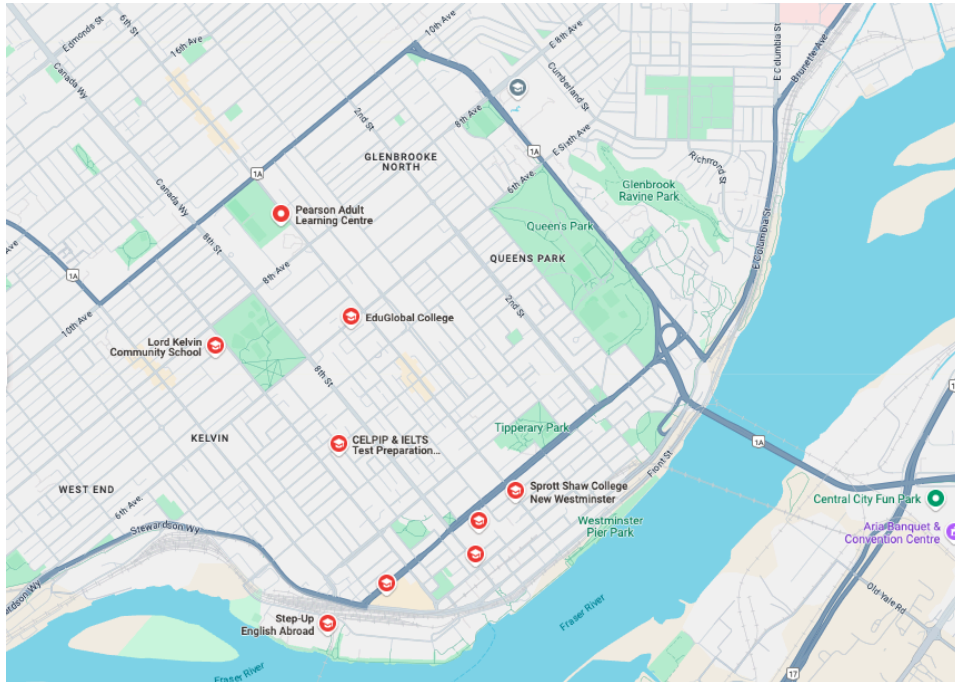 Edmonds St
6th St
16th Ave
10th Ave
E 8th Ave
Cumberland St
E Columbia St
Brunette Ave
Canada Wy
2nd St
8th Ave
E Sixth Ave
1A
GLENBROOKE
NORTH
Richmond St
1A
6th Ave
Glenbrook
Ravine Park
Canada Wy
Pearson Adult
Learning Centre
Queen's Park
8th St
8th Ave
QUEENS PARK
E Columbia St
1A
10th Ave
2nd St
EduGlobal College
Lord Kelvin
Community School
8th St
Tipperary Park
KELVIN
CELPIP & IELTS
Test Preparation...
1A
Front St
WEST END
6th Ave
Sprott Shaw College
New Westminster
Central City Fun Park
Stewardson Wy
Westminster
Pier Park
Aria Banquet &
Convention Centre
Old Yale Rd
Step-Up
English Abroad
Fraser River
Fraser River
17